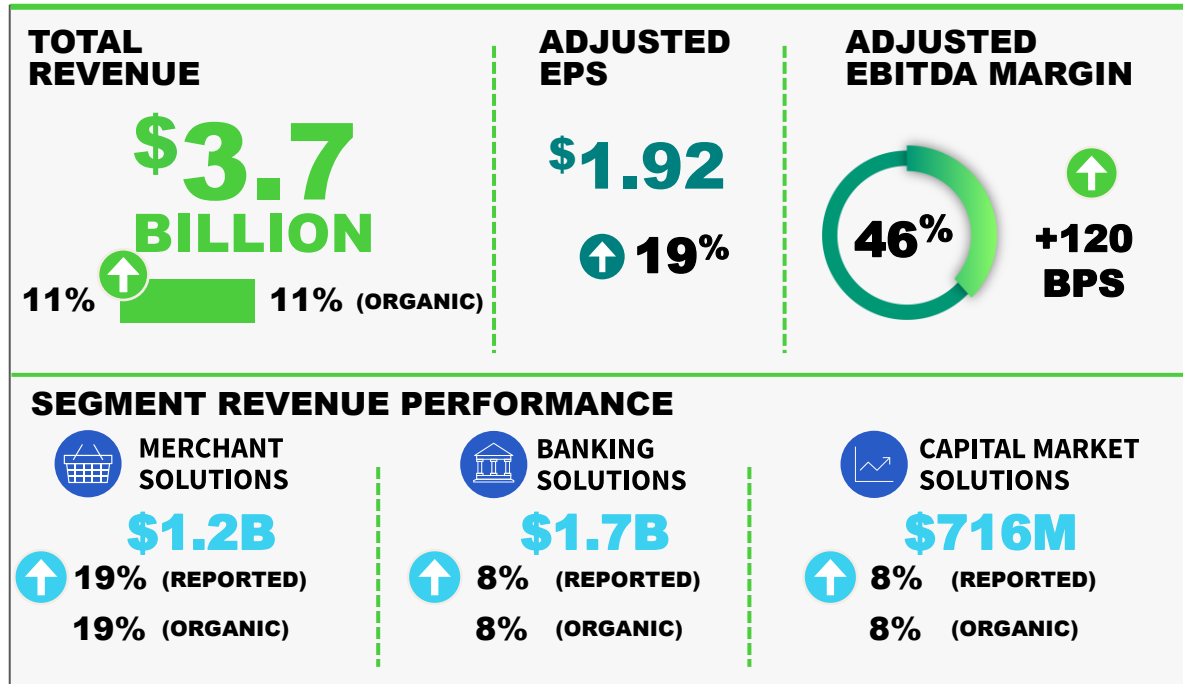 TOTAL
REVENUE
$3.7
BILLION
11%
11% (ORGANIC)
ADJUSTED
EPS
$1.92
19%
ADJUSTED
EBITDA MARGIN
46%
+120
BPS
SEGMENT REVENUE PERFORMANCE
MERCHANT
SOLUTIONS
$1.2B
19% (REPORTED)
19% (ORGANIC)
BANKING
SOLUTIONS
$1.7B
8% (REPORTED)
8% (ORGANIC)
CAPITAL MARKET
SOLUTIONS
$716M
8% (REPORTED)
8% (ORGANIC)